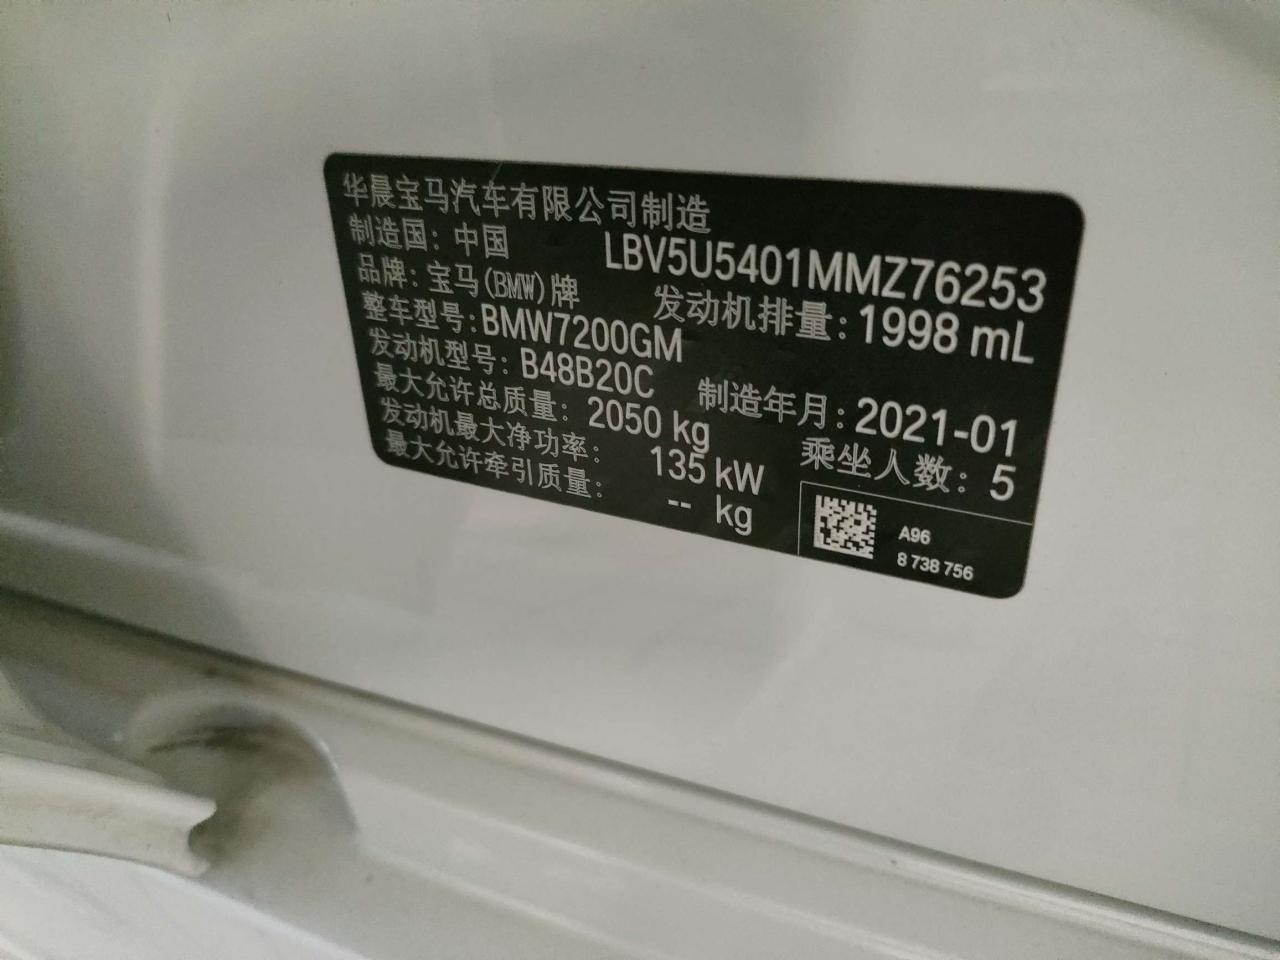 华晨宝马汽车有限公司制造
制造国：中国 LBV5U5401MMZ76253
品牌：宝马(BMW)牌 发动机排量：1998 mL
整车型号：BMW7200GM
发动机型号：B48B20C 制造年月：2021-01
最大允许总质量：2050 kg 乘坐人数：5
发动机最大净功率：135 kW
最大允许牵引质量：-- kg
A96
8 738 756